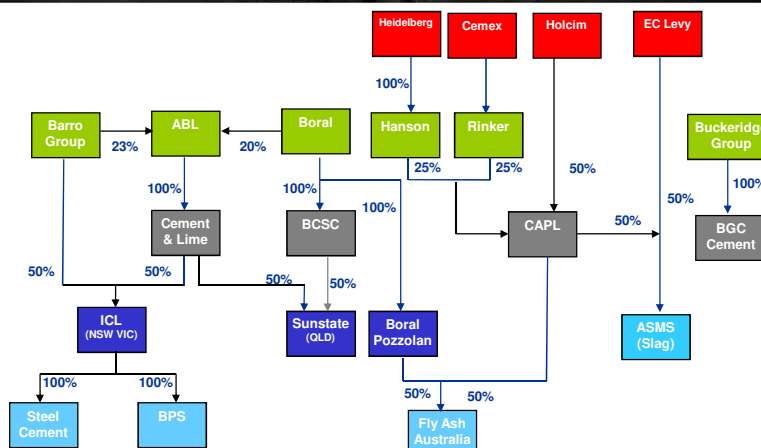 Heidelberg
Cemex
Holcim
EC Levy
100%
50%
Barro
Group
23%
ABL
20%
Boral
Hanson
Rinker
Buckeridge
Group
25%
25%
50%
100%
100%
100%
100%
50%
Cement
& Lime
BCSC
CAPL
50%
BGC
Cement
50%
50%
50%
50%
ICL
(NSW VIC)
Sunstate
(QLD)
Boral
Pozzolan
ASMS
(Slag)
100%
100%
50%
50%
Steel
Cement
BPS
Fly Ash
Australia